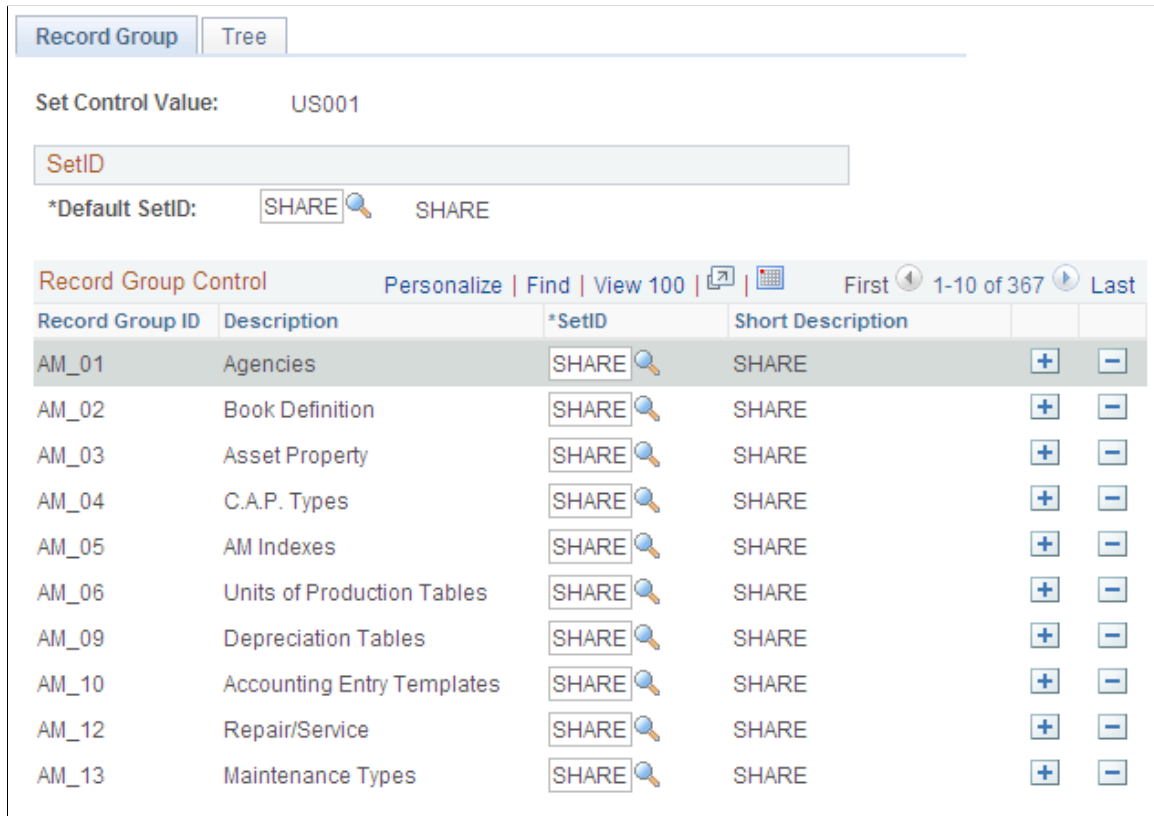 Record Group Tree
Set Control Value: US001
SetID
*Default SetID: SHARE SHARE
Record Group Control Personalize | Find | View 100 | | First 1-10 of 367 Last
Record Group ID Description *SetID Short Description
AM_01 Agencies SHARE SHARE
AM_02 Book Definition SHARE SHARE
AM_03 Asset Property SHARE SHARE
AM_04 C.A.P. Types SHARE SHARE
AM_05 AM Indexes SHARE SHARE
AM_06 Units of Production Tables SHARE SHARE
AM_09 Depreciation Tables SHARE SHARE
AM_10 Accounting Entry Templates SHARE SHARE
AM_12 Repair/Service SHARE SHARE
AM_13 Maintenance Types SHARE SHARE